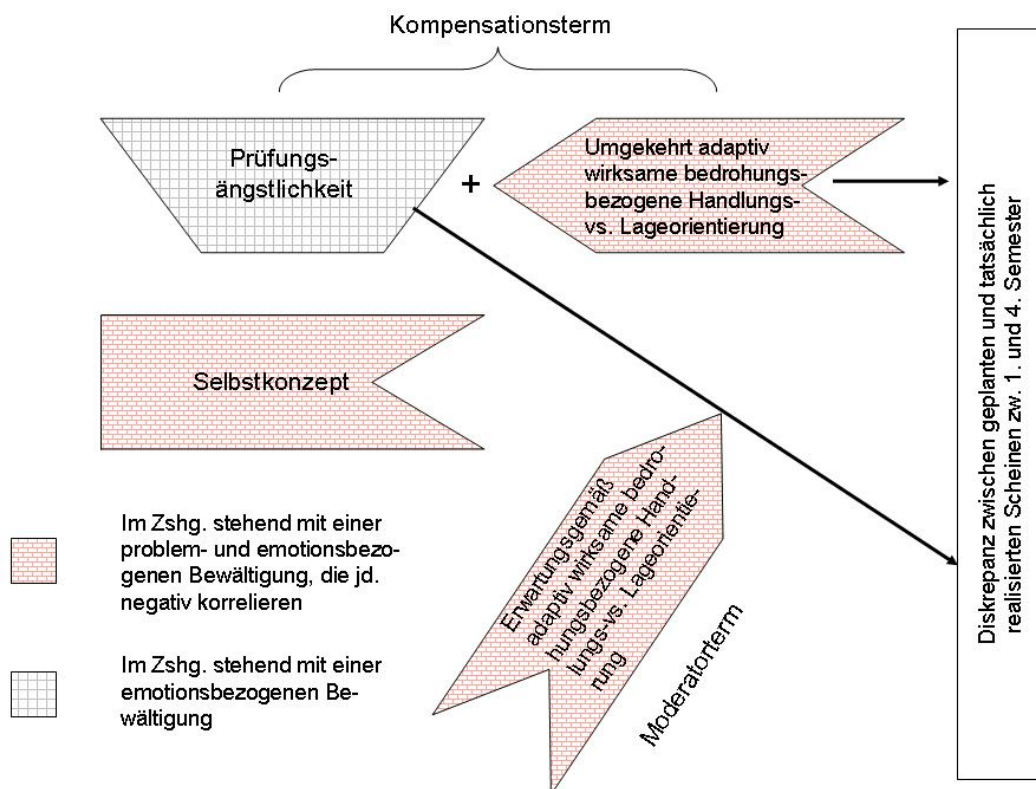 Kompensationsterm
Prüfungs-
ängstlichkeit
+
Umgekehrt adaptiv
wirksame bedrohungs-
bezogene Handlungs-
vs. Lageorientierung
Selbstkonzept
Im Zshg. stehend mit einer
problem- und emotionsbezo-
genen Bewältigung, die jd.
negativ korrelieren
Im Zshg. stehend mit einer
emotionsbezogenen Be-
wältigung
Erwartungsgemäß
adaptiv wirksame bedro-
hungsbezogene Hand-
lungs-vs. Lageorientie-
rung
Moderatorterm
Diskrepanz zwischen geplanten und tatsächlich
realisierten Scheinen zw. 1. und 4. Semester